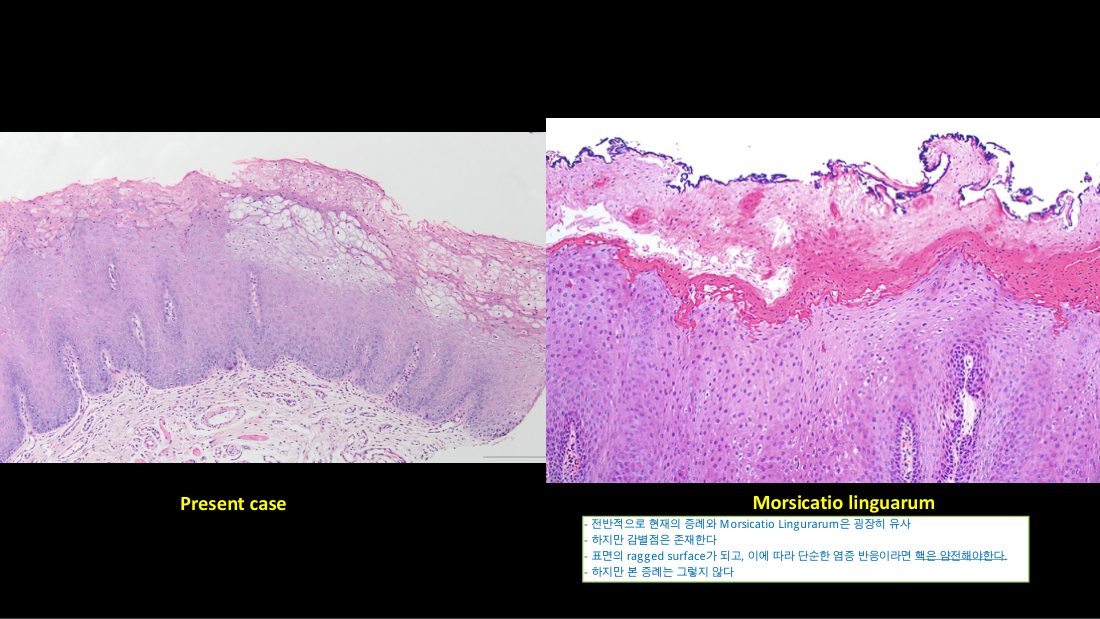 Present case
Morsicatio linguarum
- 전반적으로 현재의 증례와 Morsicatio Lingurarum은 굉장히 유사
- 하지만 감별점은 존재한다
- 표면의 ragged surface가 되고, 이에 따라 단순한 염증 반응이라면 핵은 얌전해야한다.
- 하지만 본 증례는 그렇지 않다